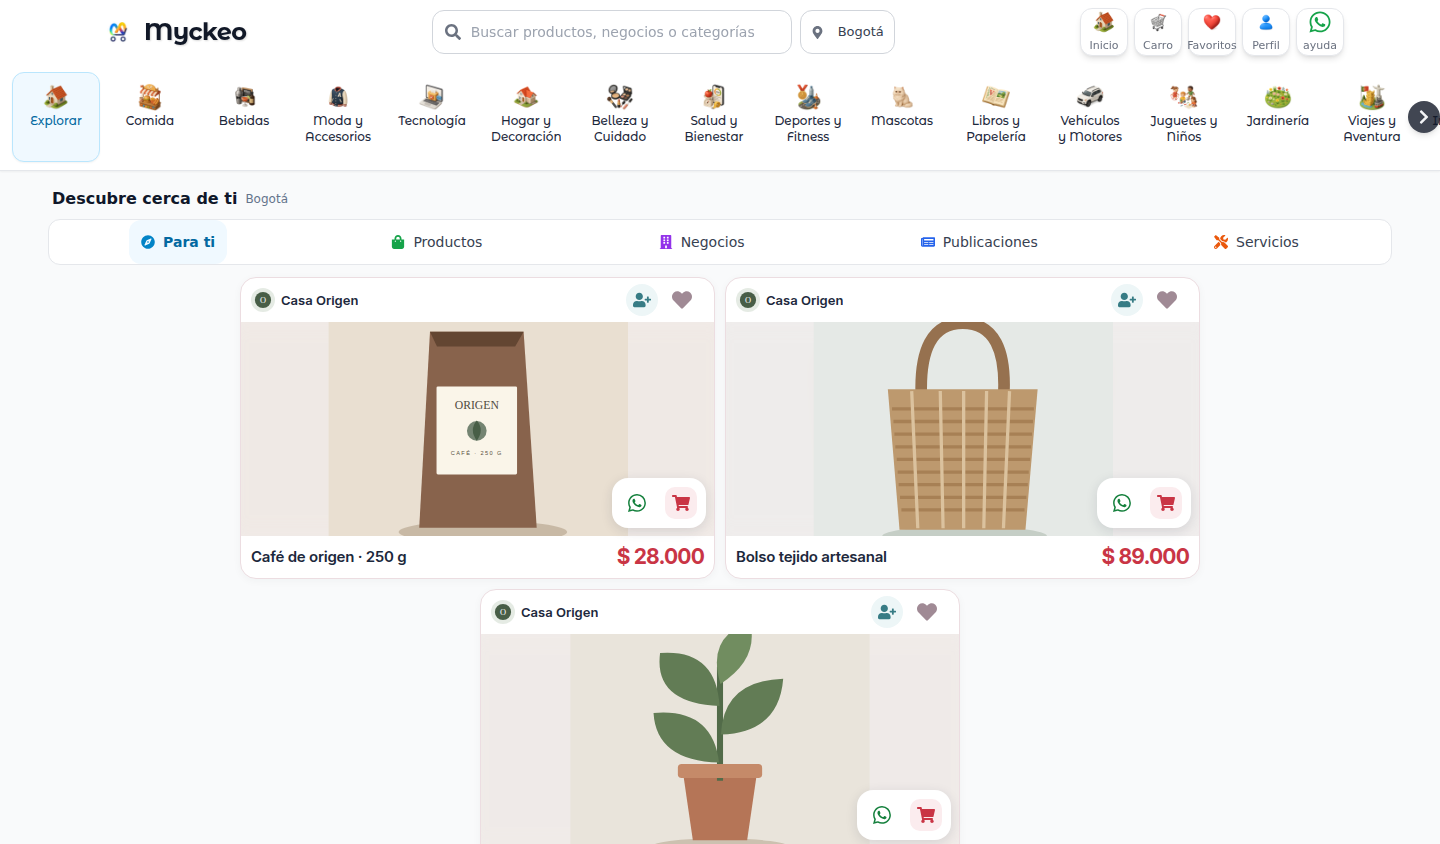 Myckeo
Buscar productos, negocios o categorías
Bogotá
Inicio
Carro
Favoritos
Perfil
ayuda
Explorar
Comida
Bebidas
Moda y
Accesorios
Tecnología
Hogar y
Decoración
Belleza y
Cuidado
Salud y
Bienestar
Deportes y
Fitness
Mascotas
Libros y
Papelería
Vehículos
y Motores
Juguetes y
Niños
Jardinería
Viajes y
Aventura
Descubre cerca de ti Bogotá
Para ti
Productos
Negocios
Publicaciones
Servicios
O Casa Origen
ORIGEN
CAFÉ · 250 G
Café de origen · 250 g
$ 28.000
O Casa Origen
Bolso tejido artesanal
$ 89.000
O Casa Origen